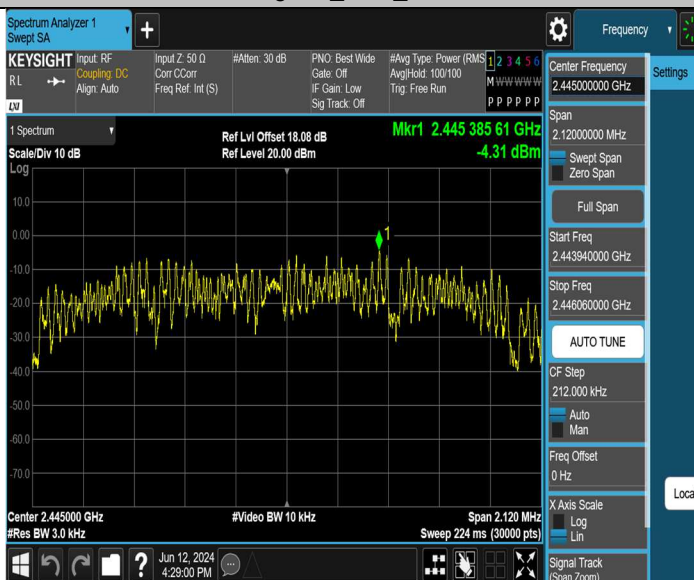 Spectrum Analyzer 1
Swept SA
Frequency
KEYSIGHT
RL
LXI
Input: RF
Coupling: DC
Align: Auto
Input Z: 50 Ω
Corr CCorr
Freq Ref: Int (S)
#Atten: 30 dB
PNO: Best Wide
Gate: Off
IF Gain: Low
Sig Track: Off
#Avg Type: Power (RMS
Avg|Hold: 100/100
Trig: Free Run
1 2 3 4 5 6
M W W W W W
P P P P P P
1 Spectrum
Scale/Div 10 dB
Log
Ref Lvl Offset 18.08 dB
Ref Level 20.00 dBm
Mkr1 2.445 385 61 GHz
-4.31 dBm
10.0
0.00
-10.0
-20.0
-30.0
-40.0
-50.0
-60.0
-70.0
1
Center 2.445000 GHz
#Res BW 3.0 kHz
#Video BW 10 kHz
Span 2.120 MHz
Sweep 224 ms (30000 pts)
Jun 12, 2024
4:29:00 PM
Center Frequency
2.445000000 GHz
Span
2.12000000 MHz
Swept Span
Zero Span
Full Span
Start Freq
2.443940000 GHz
Stop Freq
2.446060000 GHz
AUTO TUNE
CF Step
212.000 kHz
Auto
Man
Freq Offset
0 Hz
X Axis Scale
Log
Lin
Signal Track
(Span Zoom)
Settings
Loca